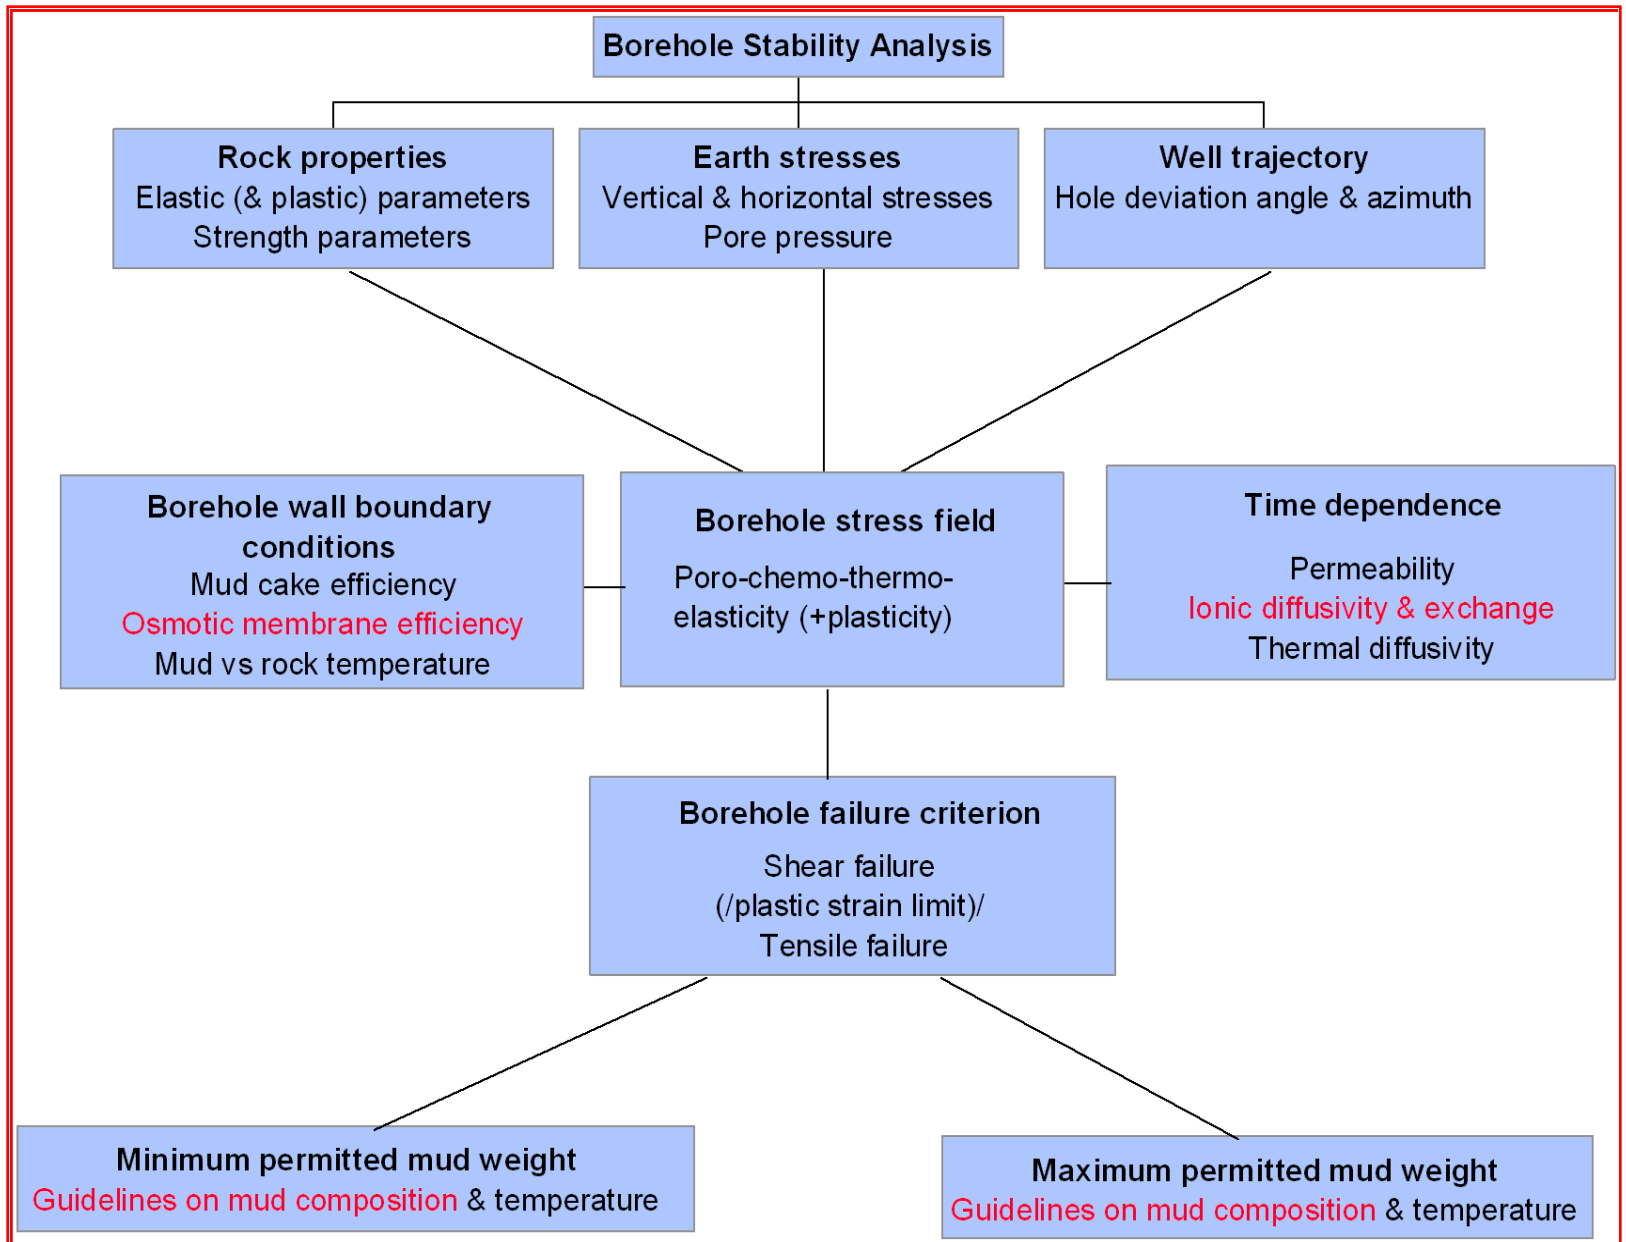 Borehole Stability Analysis
Rock properties
Elastic (& plastic) parameters
Strength parameters
Earth stresses
Vertical & horizontal stresses
Pore pressure
Well trajectory
Hole deviation angle & azimuth
Borehole wall boundary
conditions
Mud cake efficiency
Osmotic membrane efficiency
Mud vs rock temperature
Borehole stress field
Poro-chemo-thermo-
elasticity (+plasticity)
Time dependence
Permeability
Ionic diffusivity & exchange
Thermal diffusivity
Borehole failure criterion
Shear failure
(/plastic strain limit)/
Tensile failure
Minimum permitted mud weight
Guidelines on mud composition & temperature
Maximum permitted mud weight
Guidelines on mud composition & temperature